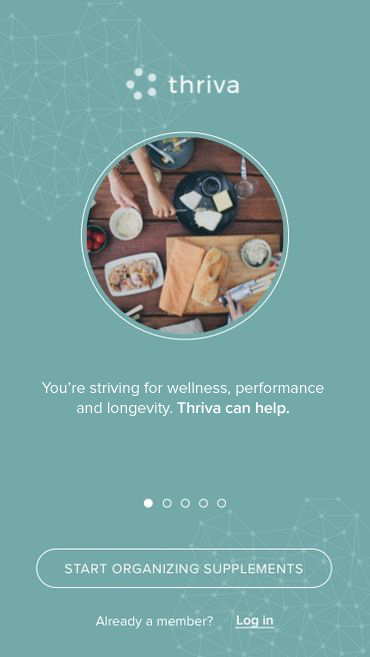 thriva
You're striving for wellness, performance
and longevity. Thriva can help.
START ORGANIZING SUPPLEMENTS
Already a member? Log in